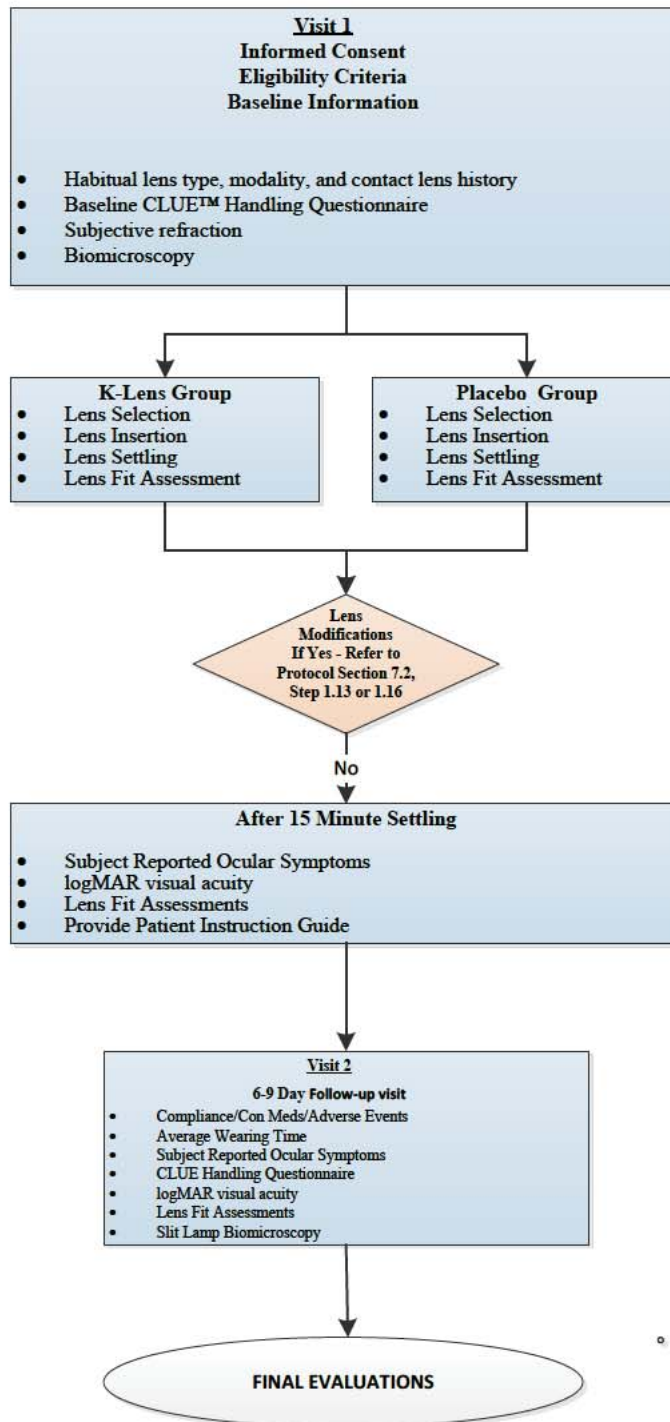 Visit 1
Informed Consent
Eligibility Criteria
Baseline Information
• Habitual lens type, modality, and contact lens history
• Baseline CLUE™ Handling Questionnaire
• Subjective refraction
• Biomicroscopy
K-Lens Group
• Lens Selection
• Lens Insertion
• Lens Settling
• Lens Fit Assessment
Placebo Group
• Lens Selection
• Lens Insertion
• Lens Settling
• Lens Fit Assessment
Lens
Modifications
If Yes - Refer to
Protocol Section 7.2,
Step 1.13 or 1.16
No
After 15 Minute Settling
• Subject Reported Ocular Symptoms
• logMAR visual acuity
• Lens Fit Assessments
• Provide Patient Instruction Guide
Visit 2
6-9 Day Follow-up visit
• Compliance/Con Meds/Adverse Events
• Average Wearing Time
• Subject Reported Ocular Symptoms
• CLUE Handling Questionnaire
• logMAR visual acuity
• Lens Fit Assessments
• Slit Lamp Biomicroscopy
FINAL EVALUATIONS